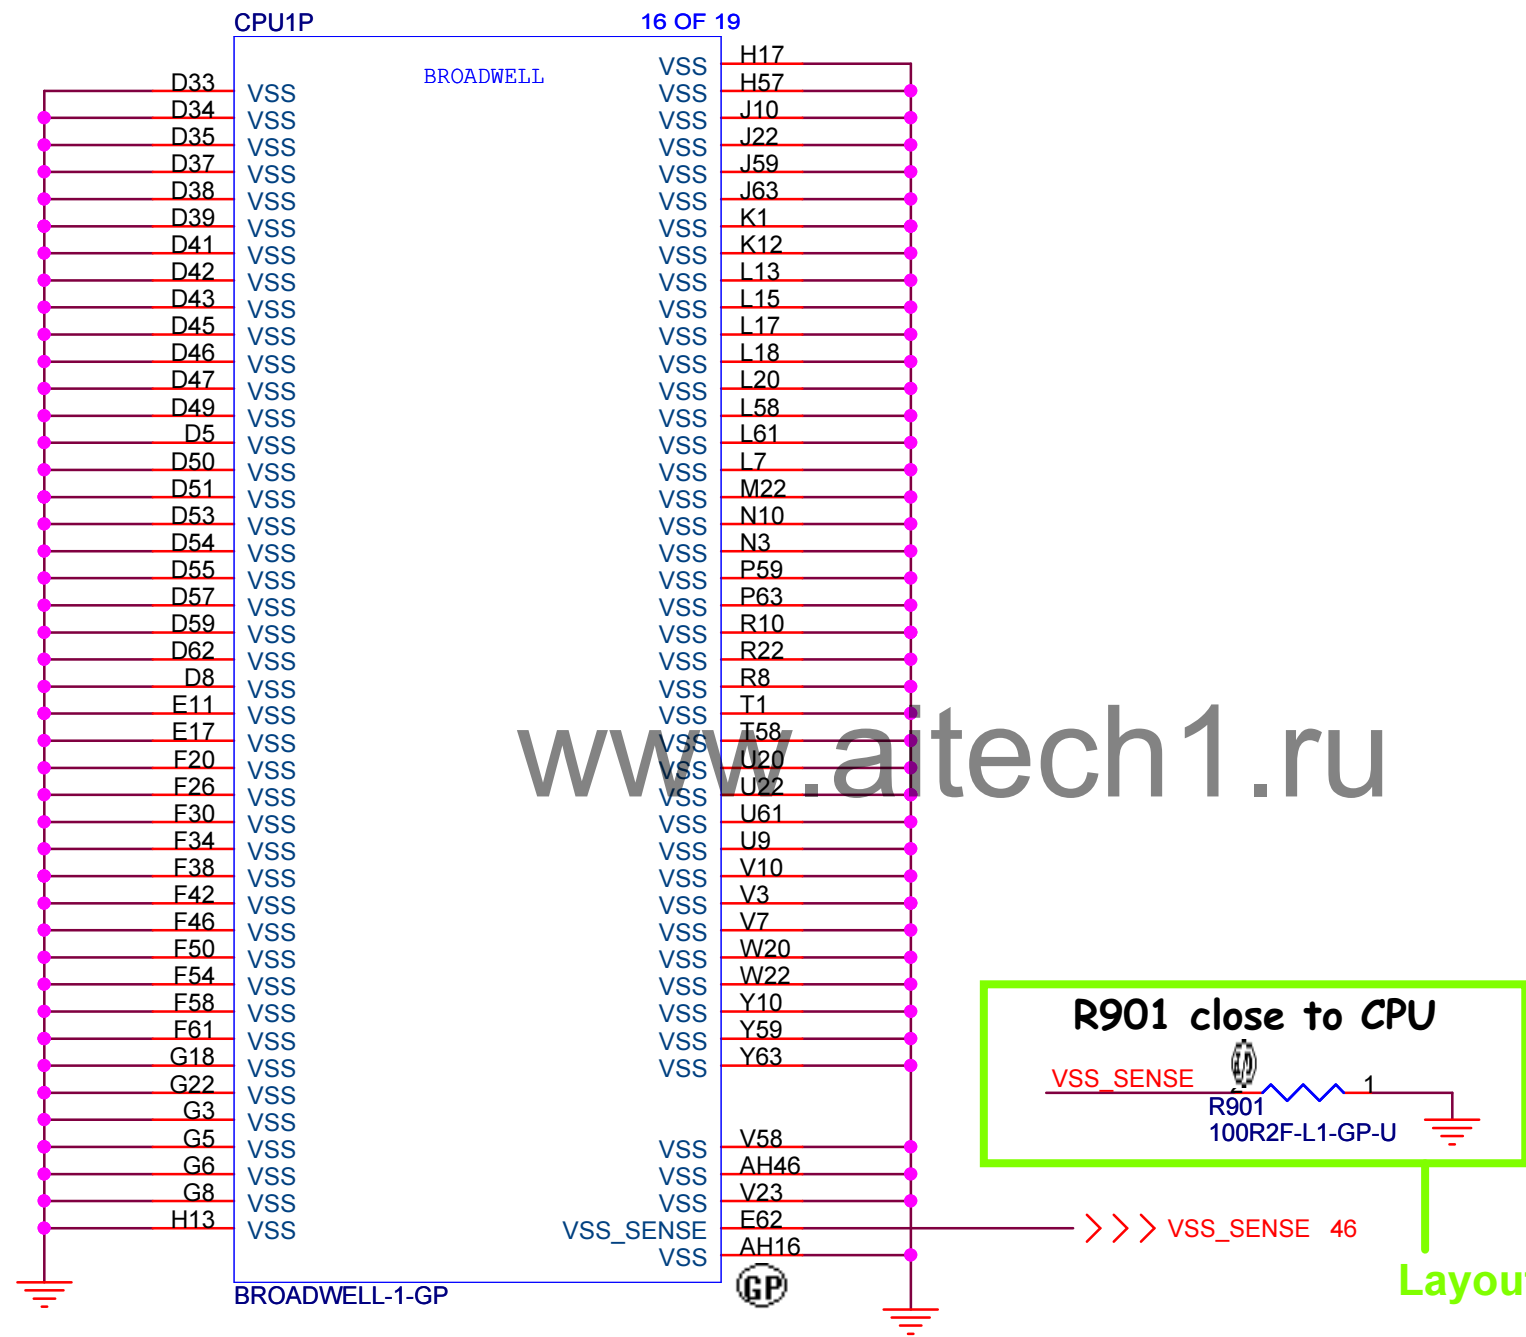 CPU1P 16 OF 19
BROADWELL
VSS H17
D33 VSS VSS H57
D34 VSS VSS J10
D35 VSS VSS J22
D37 VSS VSS J59
D38 VSS VSS J63
D39 VSS VSS K1
D41 VSS VSS K12
D42 VSS VSS L13
D43 VSS VSS L15
D45 VSS VSS L17
D46 VSS VSS L18
D47 VSS VSS L20
D49 VSS VSS L58
D5 VSS VSS L61
D50 VSS VSS L7
D51 VSS VSS M22
D53 VSS VSS N10
D54 VSS VSS N3
D55 VSS VSS P59
D57 VSS VSS P63
D59 VSS VSS R10
D62 VSS VSS R22
D8 VSS VSS R8
E11 VSS VSS T1
E17 VSS VSS T58
F20 VSS VSS U20
F26 VSS VSS U22
F30 VSS VSS U61
F34 VSS VSS U9
F38 VSS VSS V10
F42 VSS VSS V3
F46 VSS VSS V7
F50 VSS VSS W20
F54 VSS VSS W22
F58 VSS VSS Y10
F61 VSS VSS Y59
G18 VSS VSS Y63
G22 VSS
G3 VSS
G5 VSS VSS V58
G6 VSS VSS AH46
G8 VSS VSS V23
H13 VSS VSS_SENSE E62 VSS_SENSE 46
VSS AH16
BROADWELL-1-GP GP
www.aitech1.ru
R901 close to CPU
VSS_SENSE 2 1
R901
100R2F-L1-GP-U
Layout